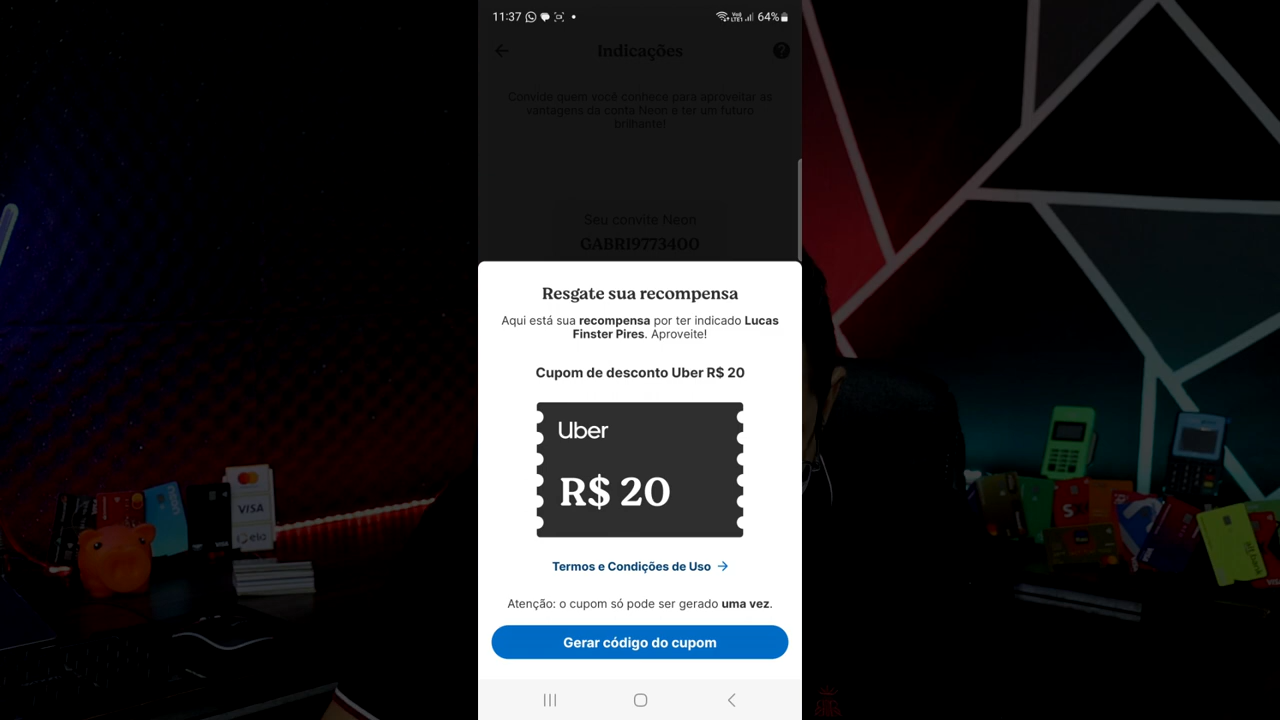 11:37
Vo))
LTE1
64%
Indicações
Convide quem você conhece para aproveitar as
vantagens da conta Neon e ter um futuro
brilhante!
Seu convite Neon
GABRI9773400
Resgate sua recompensa
Aqui está sua recompensa por ter indicado Lucas
Finster Pires. Aproveite!
Cupom de desconto Uber R$ 20
Uber
R$ 20
Termos e Condições de Uso →
Atenção: o cupom só pode ser gerado uma vez.
Gerar código do cupom
VISA
elo